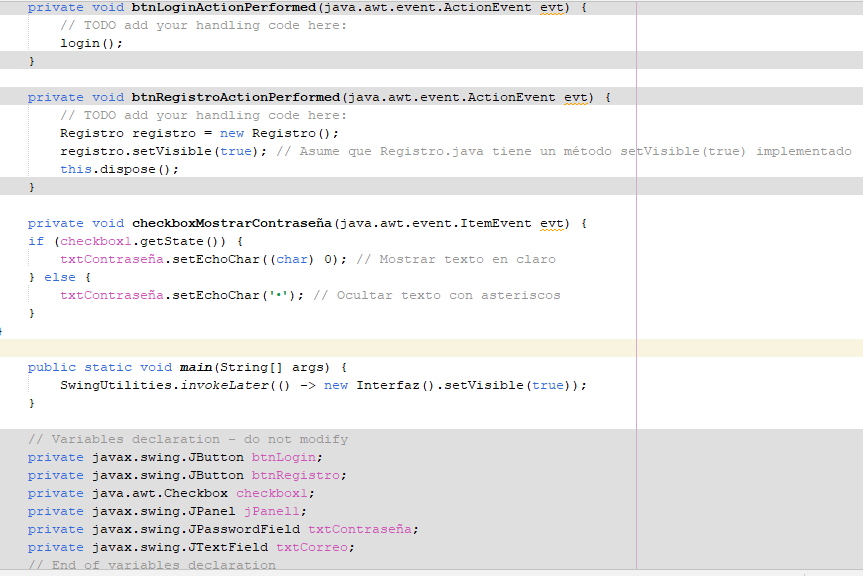 private void btnLoginActionPerformed(java.awt.event.ActionEvent evt) {
// TODO add your handling code here:
login();
}
private void btnRegistroActionPerformed(java.awt.event.ActionEvent evt) {
// TODO add your handling code here:
Registro registro = new Registro();
registro.setVisible(true); // Asume que Registro.java tiene un método setVisible(true) implementado
this.dispose();
}
private void checkboxMostrarContraseña(java.awt.event.ItemEvent evt) {
if (checkbox1.getState()) {
txtContraseña.setEchoChar((char) 0); // Mostrar texto en claro
} else {
txtContraseña.setEchoChar('•'); // Ocultar texto con asteriscos
}
}
public static void main(String[] args) {
SwingUtilities.invokeLater(() -> new Interfaz().setVisible(true));
}
// Variables declaration - do not modify
private javax.swing.JButton btnLogin;
private javax.swing.JButton btnRegistro;
private java.awt.Checkbox checkbox1;
private javax.swing.JPanel jPanel1;
private javax.swing.JPasswordField txtContraseña;
private javax.swing.JTextField txtCorreo;
// End of variables declaration